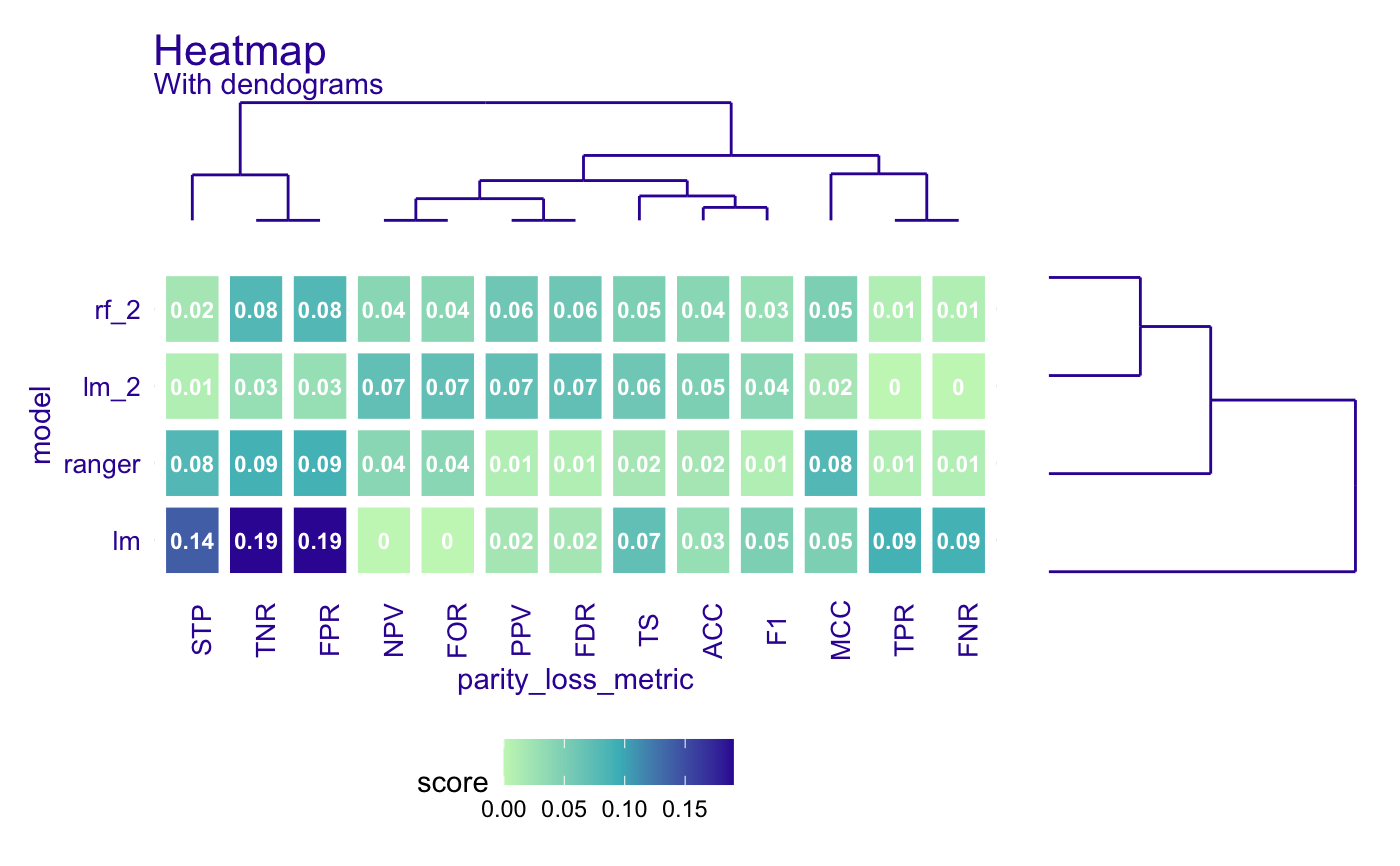 Heatmap
With dendograms
rf_2 0.02 0.08 0.08 0.04 0.04 0.06 0.06 0.05 0.04 0.03 0.05 0.01 0.01
lm_2 0.01 0.03 0.03 0.07 0.07 0.07 0.07 0.06 0.05 0.04 0.02 0 0
ranger 0.08 0.09 0.09 0.04 0.04 0.01 0.01 0.02 0.02 0.01 0.08 0.01 0.01
lm 0.14 0.19 0.19 0 0 0.02 0.02 0.07 0.03 0.05 0.05 0.09 0.09
model
STP TNR FPR NPV FOR PPV FDR TS ACC F1 MCC TPR FNR
parity_loss_metric
score
0.00 0.05 0.10 0.15